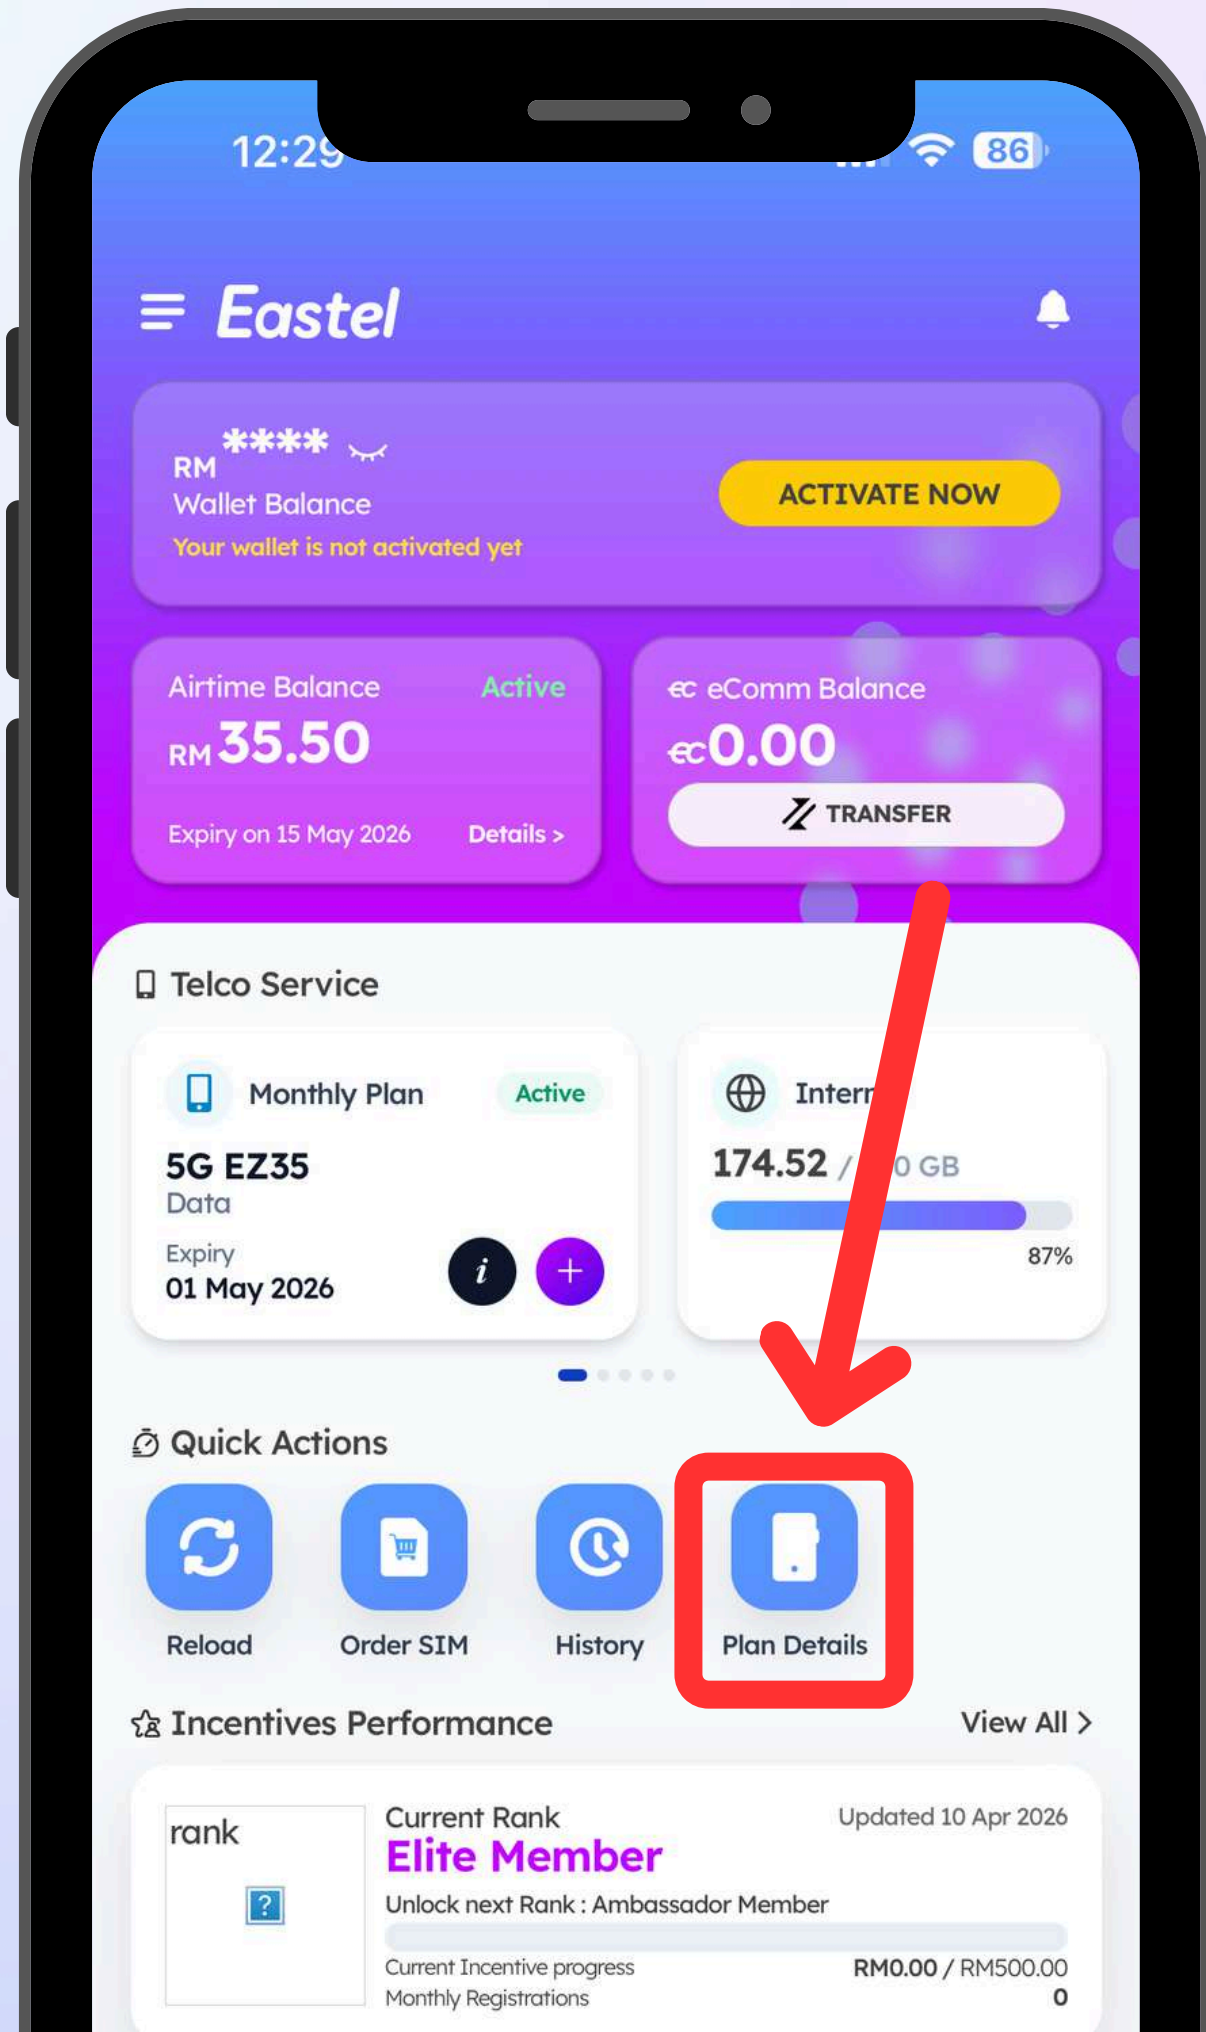 12:29
86
Eastel
RM ****
Wallet Balance
Your wallet is not activated yet
ACTIVATE NOW
Airtime Balance
Active
RM 35.50
Expiry on 15 May 2026
Details >
ec eComm Balance
ec 0.00
TRANSFER
Telco Service
Monthly Plan
Active
5G EZ35
Data
Expiry
01 May 2026
i
+
174.52 / GB
87%
Quick Actions
Reload
Order SIM
History
Plan Details
Incentives Performance
View All >
rank
?
Current Rank
Updated 10 Apr 2026
Elite Member
Unlock next Rank : Ambassador Member
Current Incentive progress
RM0.00 / RM500.00
Monthly Registrations
0